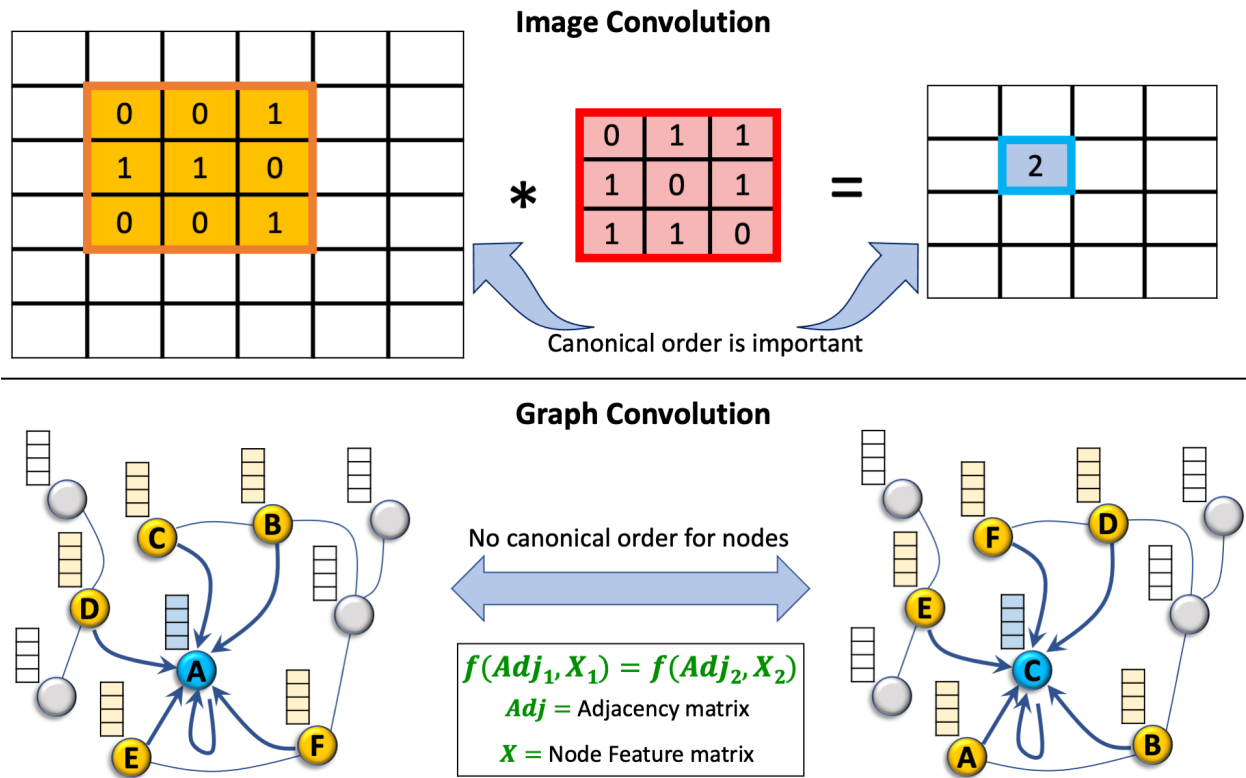 Image Convolution
0 0 1
1 1 0
0 0 1
*
0 1 1
1 0 1
1 1 0
=
2
Canonical order is important
Graph Convolution
C
B
D
A
E
F
No canonical order for nodes
f(Adj₁, X₁) = f(Adj₂, X₂)
Adj = Adjacency matrix
X = Node Feature matrix
F
D
E
C
A
B